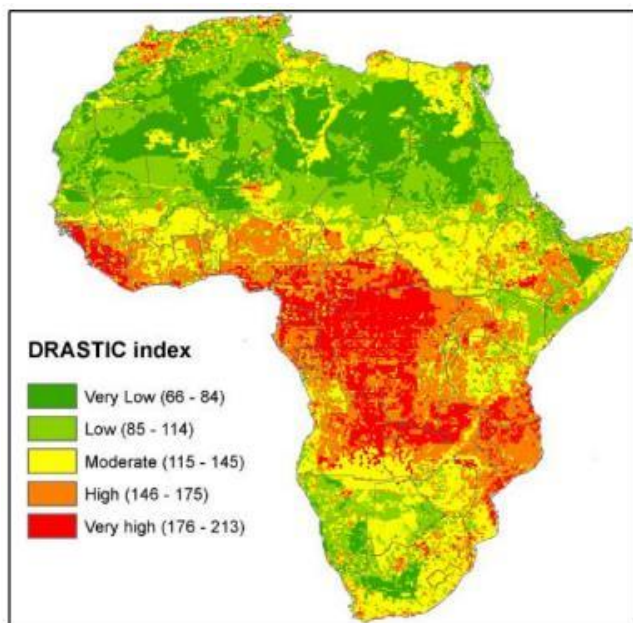 DRASTIC index
Very Low (66 - 84)
Low (85 - 114)
Moderate (115 - 145)
High (146 - 175)
Very high (176 - 213)